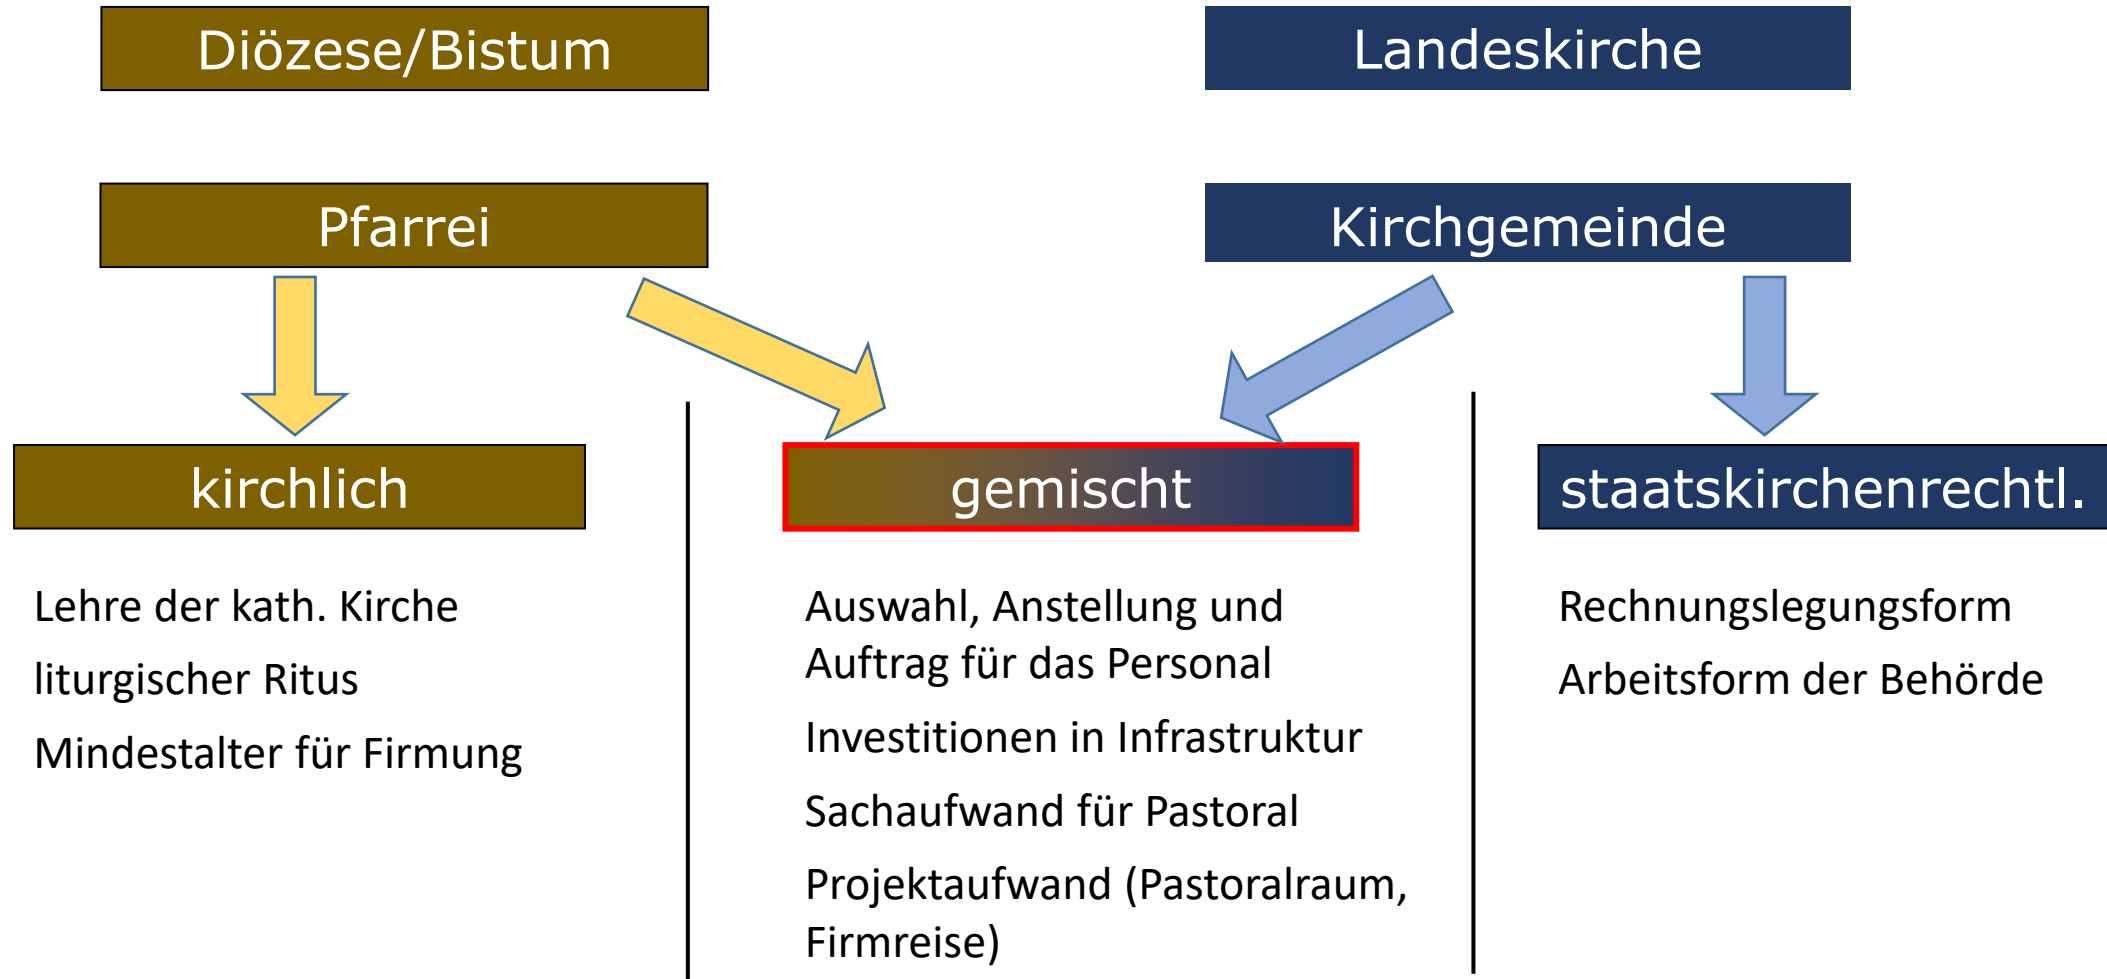 Diözese/Bistum
Landeskirche
Pfarrei
Kirchgemeinde
kirchlich
gemischt
staatskirchenrechtl.
Lehre der kath. Kirche
liturgischer Ritus
Mindestalter für Firmung
Auswahl, Anstellung und
Auftrag für das Personal
Investitionen in Infrastruktur
Sachaufwand für Pastoral
Projektaufwand (Pastoralraum,
Firmreise)
Rechnungslegungsform
Arbeitsform der Behörde